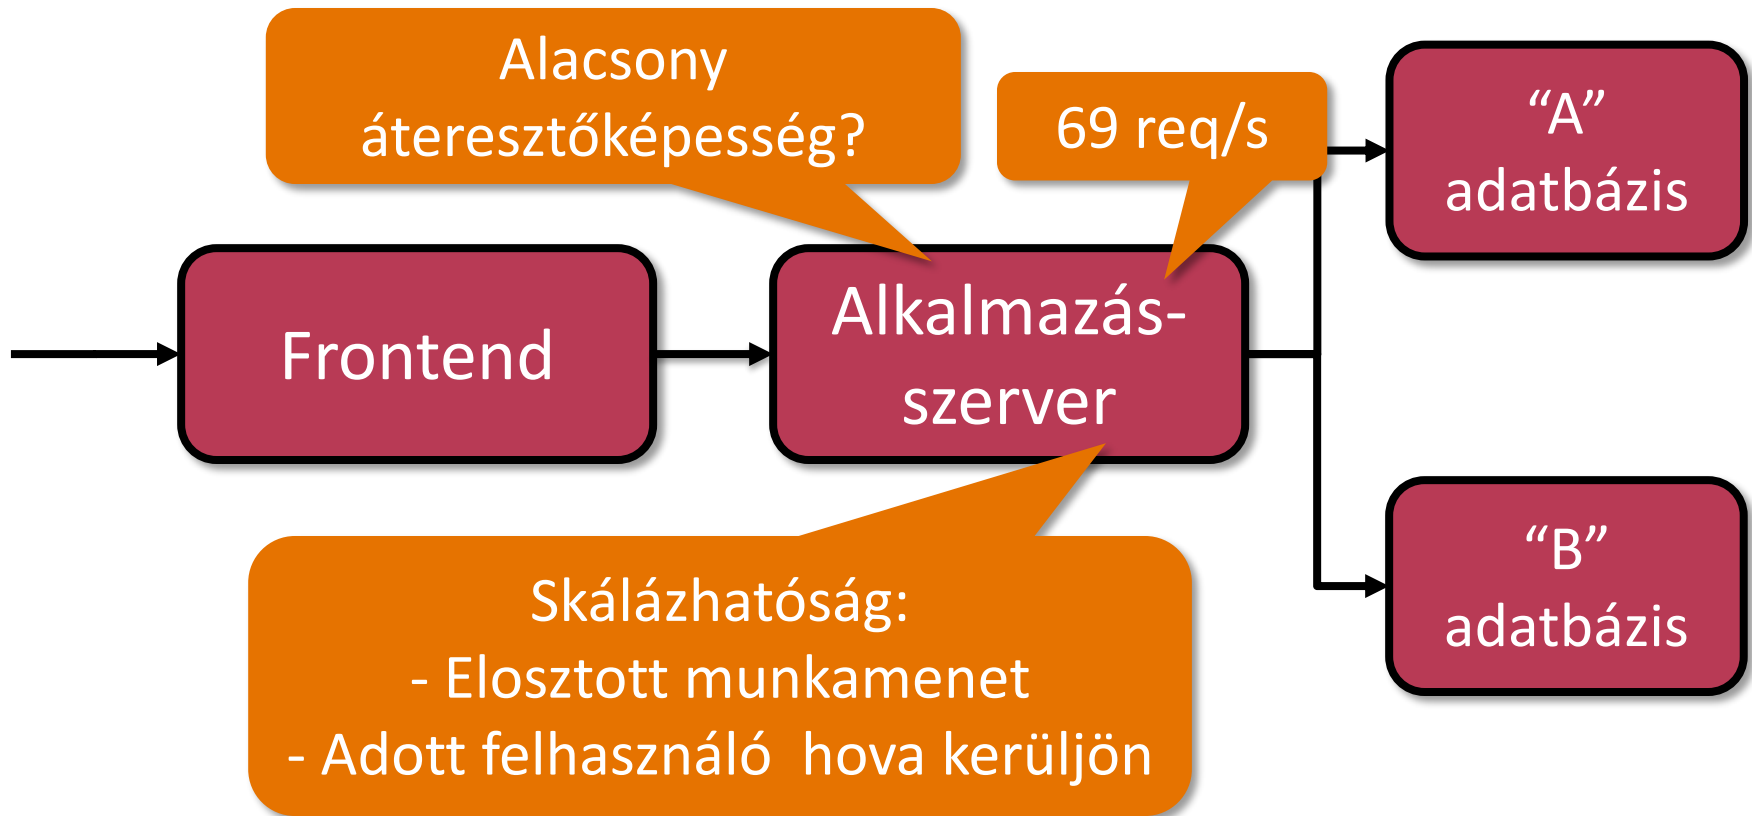 Alacsony
áteresztőképesség?
69 req/s
“A”
adatbázis
Frontend
Alkalmazás-
szerver
“B”
adatbázis
Skálázhatóság:
- Elosztott munkamenet
- Adott felhasználó  hova kerüljön